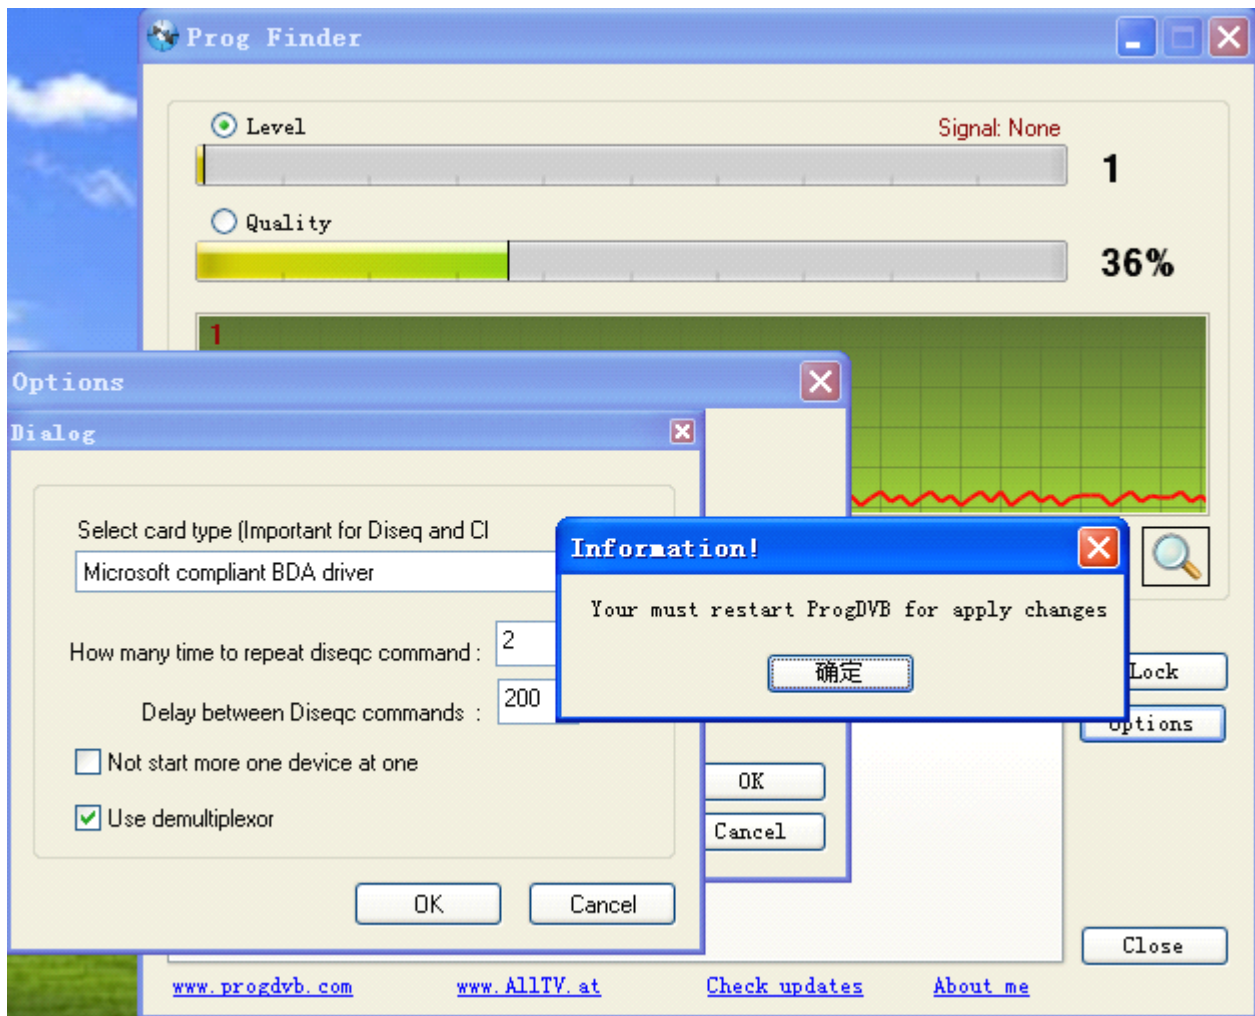 Prog Finder
Level
Signal: None
1
Quality
36%
1
Options
Dialog
Select card type (Important for Diseq and CI
Microsoft compliant BDA driver
How many time to repeat diseqc command :
2
Delay between Diseqc commands :
200
Not start more one device at one
Use demultiplexor
OK
Cancel
Information!
Your must restart ProgDVB for apply changes
确定
Lock
Options
OK
Cancel
Close
www.progdvb.com
www.AllTV.at
Check updates
About me